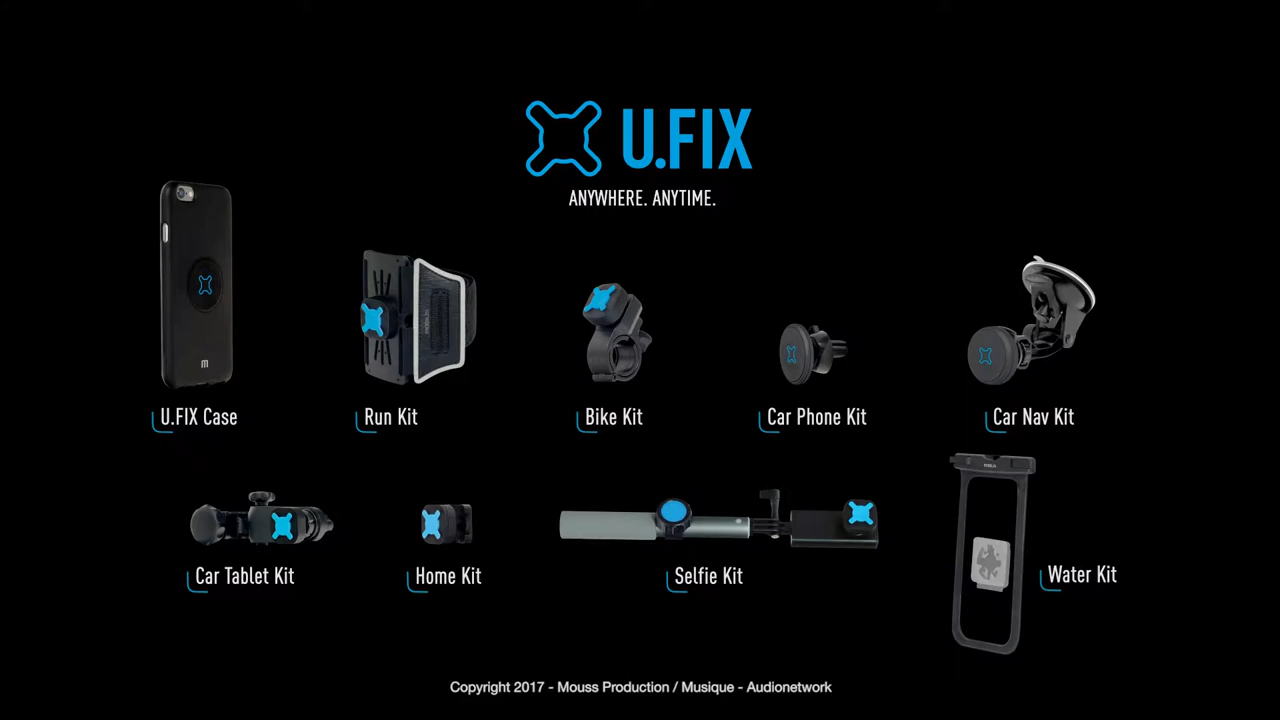 U.FIX
ANYWHERE. ANYTIME.
U.FIX Case
Run Kit
Bike Kit
Car Phone Kit
Car Nav Kit
Car Tablet Kit
Home Kit
Selfie Kit
Water Kit
Copyright 2017 - Mouss Production / Musique - Audionetwork